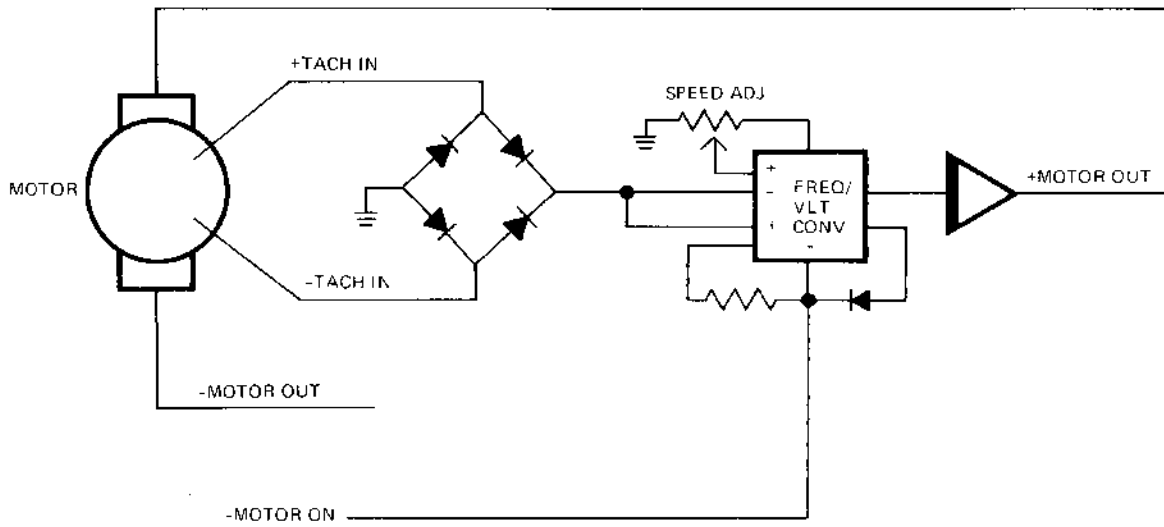 +TACH IN
SPEED ADJ
MOTOR
+
-
FREQ/
VLT
CONV
+
-
+MOTOR OUT
-TACH IN
-MOTOR OUT
-MOTOR ON